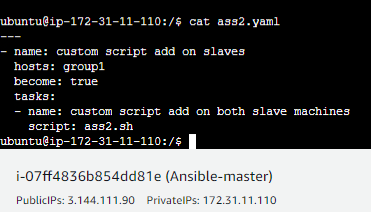 ubuntu@ip-172-31-11-110:/$ cat ass2.yaml
---
- name: custom script add on slaves
  hosts: group1
  become: true
  tasks:
  - name: custom script add on both slave machines
    script: ass2.sh
ubuntu@ip-172-31-11-110:/$
i-07ff4836b854dd81e (Ansible-master)
PublicIPs: 3.144.111.90 PrivateIPs: 172.31.11.110